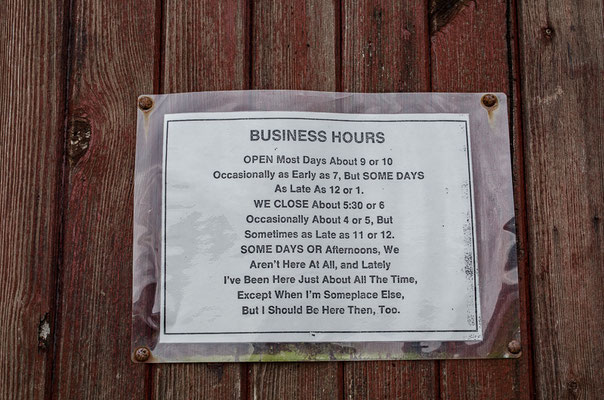 BUSINESS HOURS
OPEN Most Days About 9 or 10
Occasionally as Early as 7, But SOME DAYS
As Late As 12 or 1.
WE CLOSE About 5:30 or 6
Occasionally About 4 or 5, But
Sometimes as Late as 11 or 12.
SOME DAYS OR Afternoons, We
Aren't Here At All, and Lately
I've Been Here Just About All The Time,
Except When I'm Someplace Else,
But I Should Be Here Then, Too.